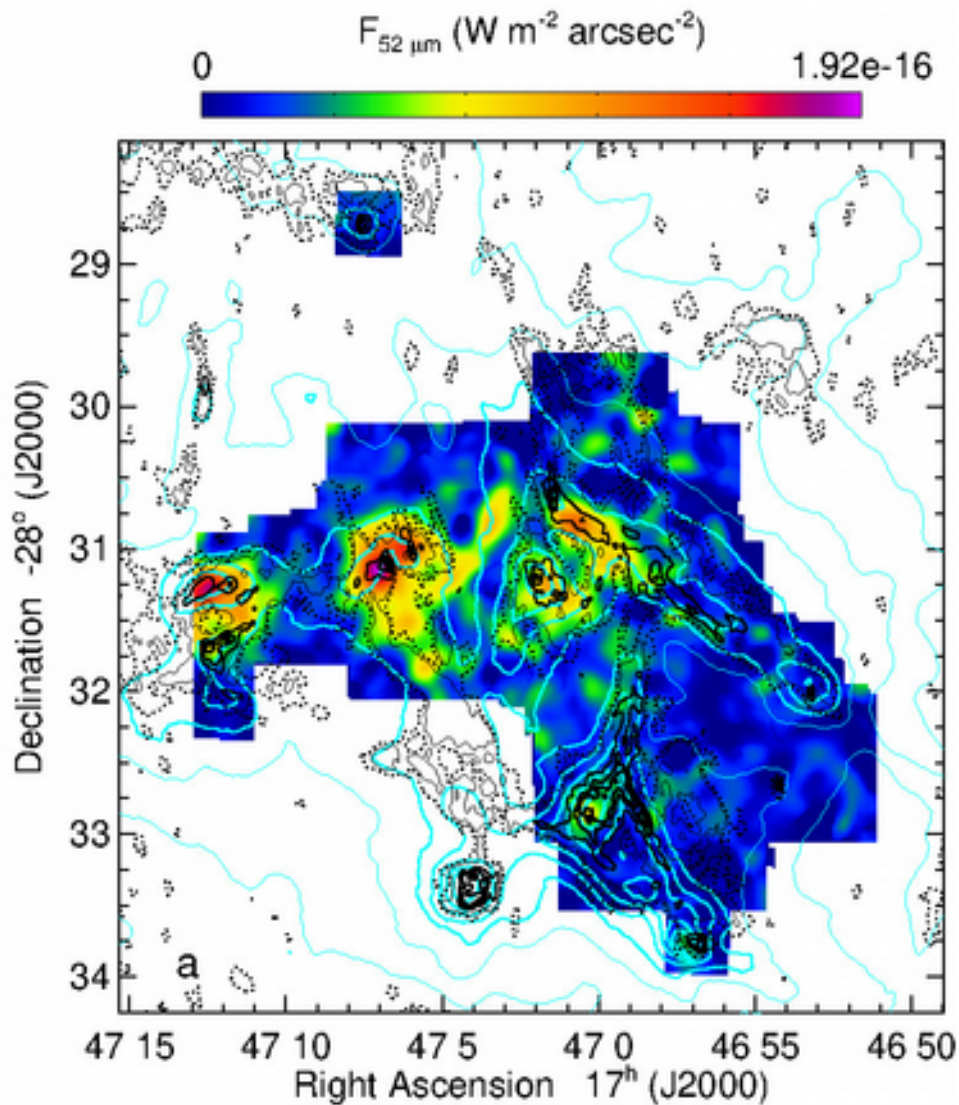 F52 μm (W m-2 arcsec-2)
0 1.92e-16
29
30
31
32
33
34
Declination -28° (J2000)
a
47 15 47 10 47 5 47 0 46 55 46 50
Right Ascension 17h (J2000)